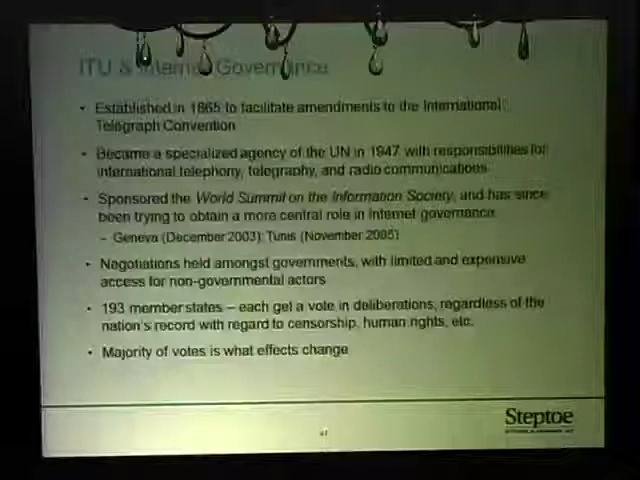 ITU & Internet Governance
• Established in 1865 to facilitate amendments to the International
Telegraph Convention
• Became a specialized agency of the UN in 1947 with responsibilities for
international telephony, telegraphy, and radio communications
• Sponsored the World Summit on the Information Society, and has since
been trying to obtain a more central role in Internet governance
– Geneva (December 2003); Tunis (November 2005)
• Negotiations held amongst governments, with limited and expensive
access for non-governmental actors
• 193 member states – each get a vote in deliberations, regardless of the
nation's record with regard to censorship, human rights, etc.
• Majority of votes is what effects change
Steptoe